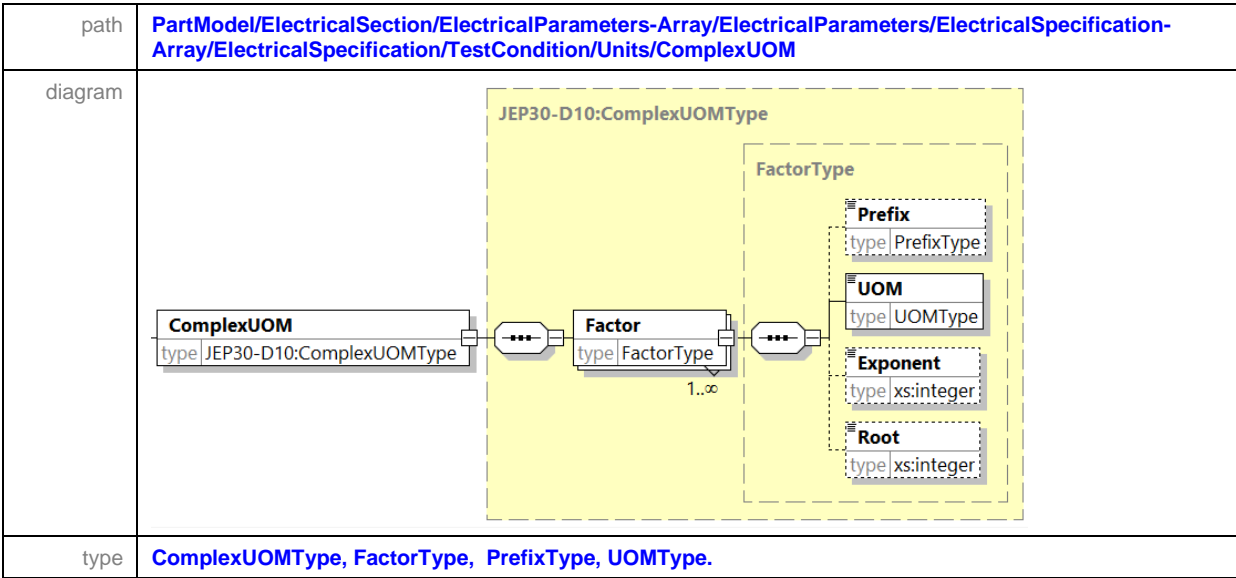 path
PartModel/ElectricalSection/ElectricalParameters-Array/ElectricalParameters/ElectricalSpecification-
Array/ElectricalSpecification/TestCondition/Units/ComplexUOM
diagram
JEP30-D10:ComplexUOMType
FactorType
Prefix
type PrefixType
UOM
type UOMType
ComplexUOM
type JEP30-D10:ComplexUOMType
Factor
type FactorType
1..∞
Exponent
type xs:integer
Root
type xs:integer
type
ComplexUOMType, FactorType, PrefixType, UOMType.